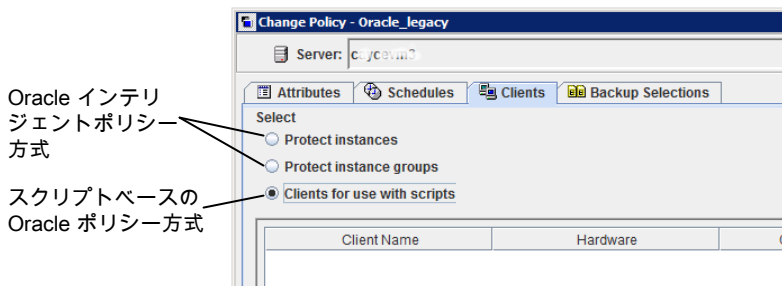 Change Policy - Oracle_legacy
Server:
Attributes Schedules Clients Backup Selections
Select
Protect instances
Protect instance groups
Clients for use with scripts
Client Name Hardware
Oracle インテリ
ジェントポリシー
方式
スクリプトベースの
Oracle ポリシー方式